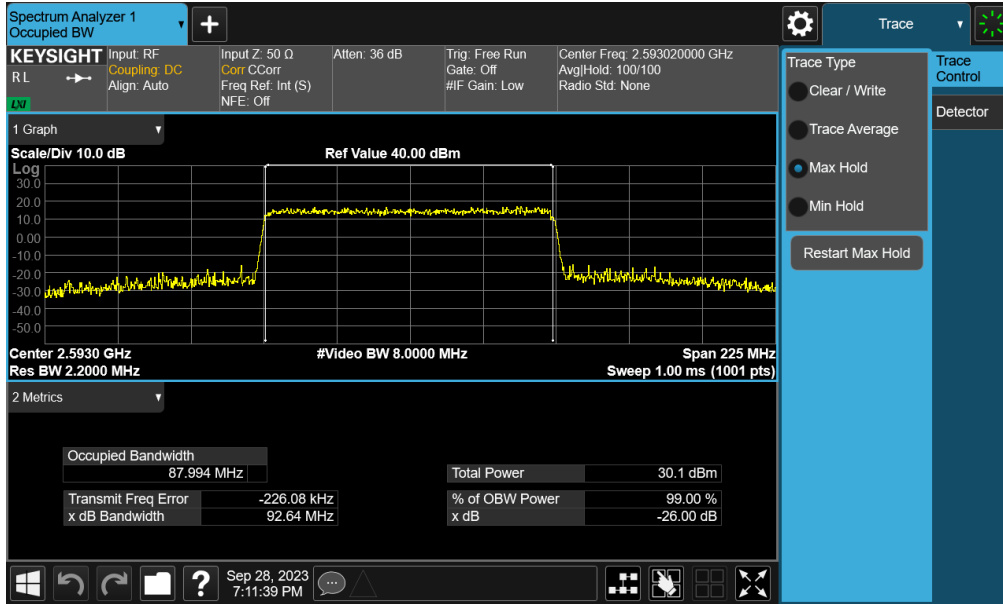 Spectrum Analyzer 1
Occupied BW
Trace
KEYSIGHT
R L
LXI
Input: RF
Coupling: DC
Align: Auto
Input Z: 50 Ω
Corr CCorr
Freq Ref: Int (S)
NFE: Off
Atten: 36 dB
Trig: Free Run
Gate: Off
#IF Gain: Low
Center Freq: 2.593020000 GHz
Avg|Hold: 100/100
Radio Std: None
Trace Type
Clear / Write
Trace Average
Max Hold
Min Hold
Restart Max Hold
Trace
Control
Detector
1 Graph
Scale/Div 10.0 dB
Ref Value 40.00 dBm
Log
30.0
20.0
10.0
0.00
-10.0
-20.0
-30.0
-40.0
-50.0
Center 2.5930 GHz
#Video BW 8.0000 MHz
Span 225 MHz
Res BW 2.2000 MHz
Sweep 1.00 ms (1001 pts)
2 Metrics
Occupied Bandwidth
87.994 MHz
Total Power 30.1 dBm
Transmit Freq Error -226.08 kHz
% of OBW Power 99.00 %
x dB Bandwidth 92.64 MHz
x dB -26.00 dB
?
Sep 28, 2023
7:11:39 PM